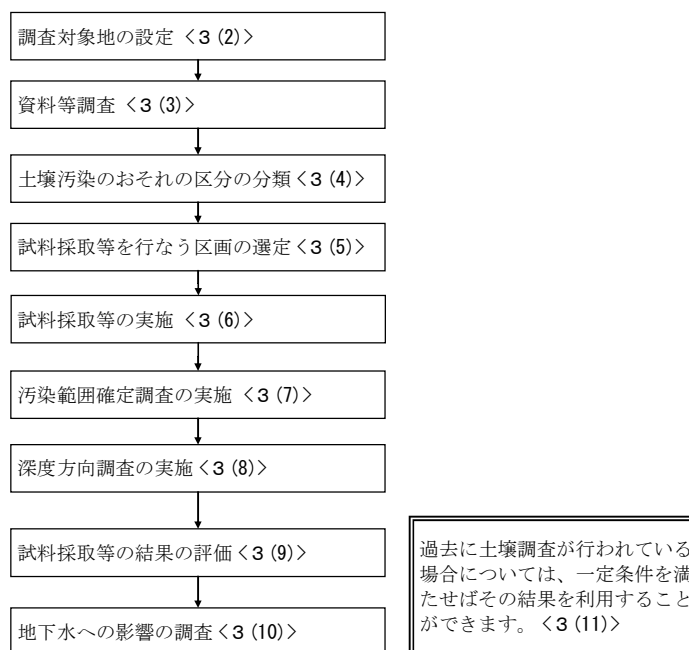 調査対象地の設定 <3 (2)>
資料等調査 <3 (3)>
土壌汚染のおそれの区分の分類<3 (4)>
試料採取等を行なう区画の選定<3 (5)>
試料採取等の実施 <3 (6)>
汚染範囲確定調査の実施 <3 (7)>
深度方向調査の実施<3 (8)>
試料採取等の結果の評価<3 (9)>
地下水への影響の調査<3 (10)>
過去に土壌調査が行われている
場合については、一定条件を満
たせばその結果を利用すること
ができます。<3 (11)>